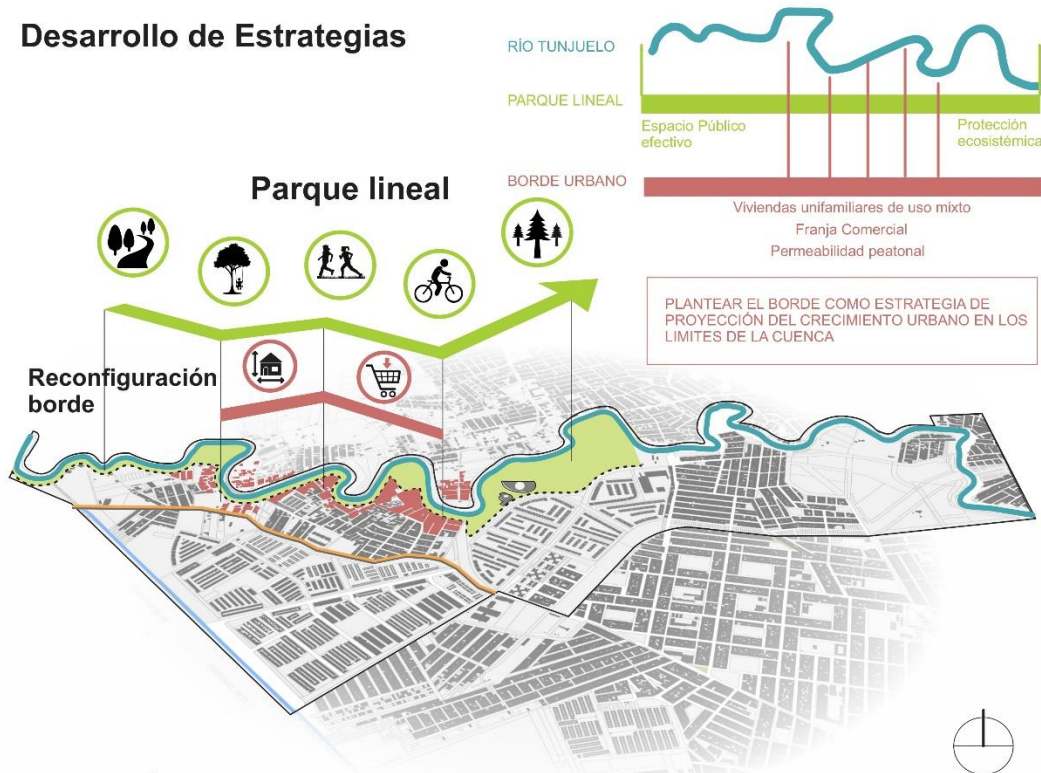 Desarrollo de Estrategias
RÍO TUNJUELO
PARQUE LINEAL
Espacio Público
efectivo
Protección
ecosistémica
BORDE URBANO
Viviendas unifamiliares de uso mixto
Franja Comercial
Permeabilidad peatonal
PLANTEAR EL BORDE COMO ESTRATEGIA DE
PROYECCIÓN DEL CRECIMIENTO URBANO EN LOS
LIMITES DE LA CUENCA
Parque lineal
Reconfiguración
borde